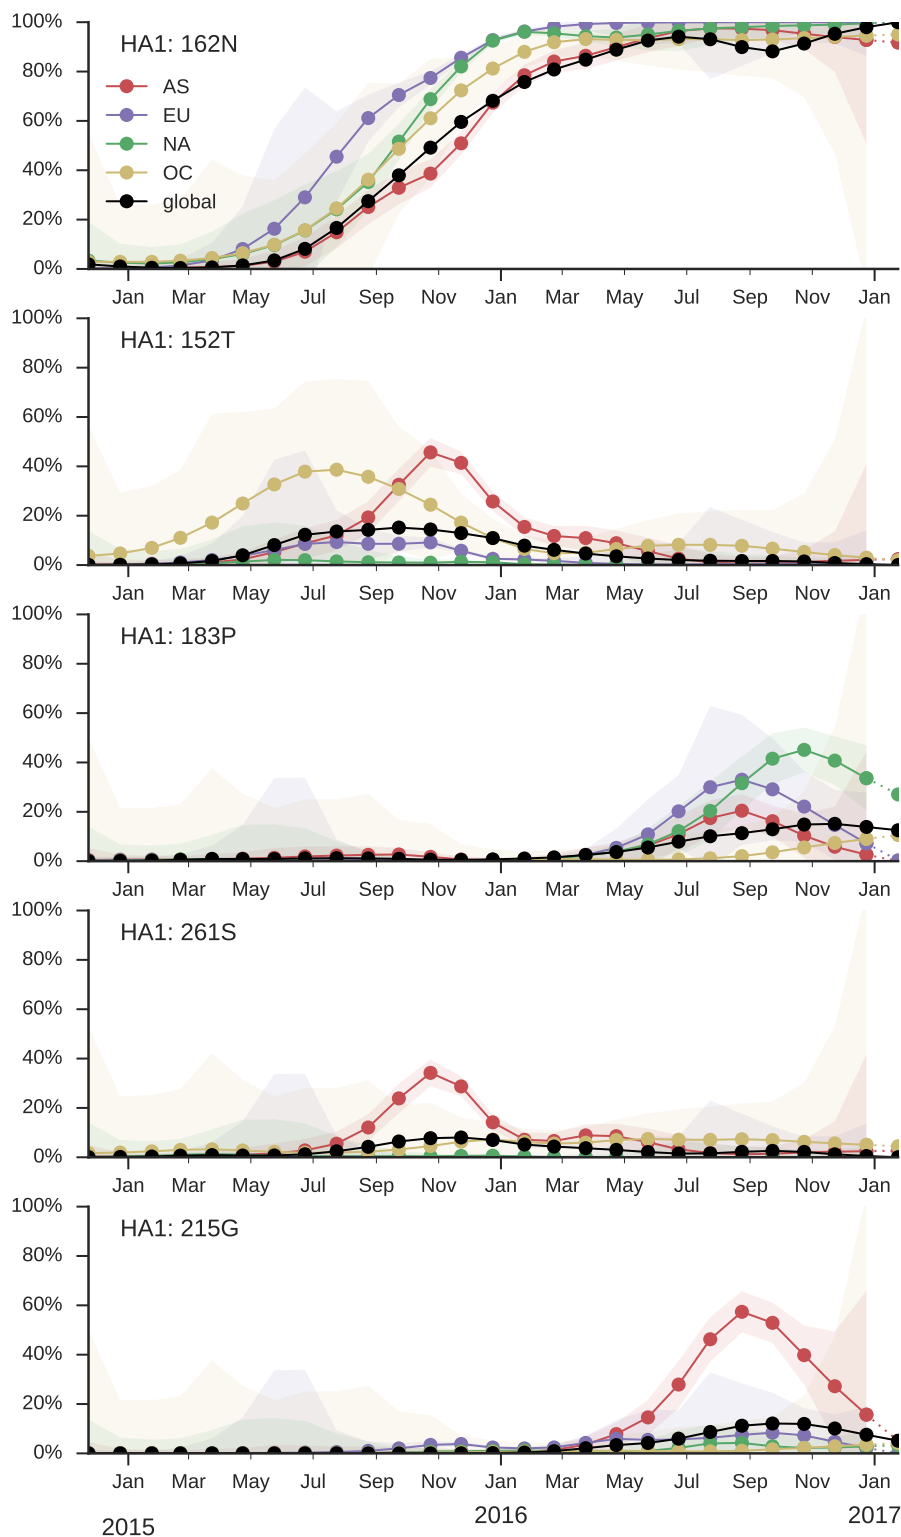 100%
HA1: 162N
80%
AS
EU
60%
NA
40%
OC
global
20%
0%
Jan Mar May Jul Sep Nov Jan Mar May Jul Sep Nov Jan
100%
HA1: 152T
80%
60%
40%
20%
0%
Jan Mar May Jul Sep Nov Jan Mar May Jul Sep Nov Jan
100%
HA1: 183P
80%
60%
40%
20%
0%
Jan Mar May Jul Sep Nov Jan Mar May Jul Sep Nov Jan
100%
HA1: 261S
80%
60%
40%
20%
0%
Jan Mar May Jul Sep Nov Jan Mar May Jul Sep Nov Jan
100%
HA1: 215G
80%
60%
40%
20%
0%
Jan Mar May Jul Sep Nov Jan Mar May Jul Sep Nov Jan
2015 2016 2017